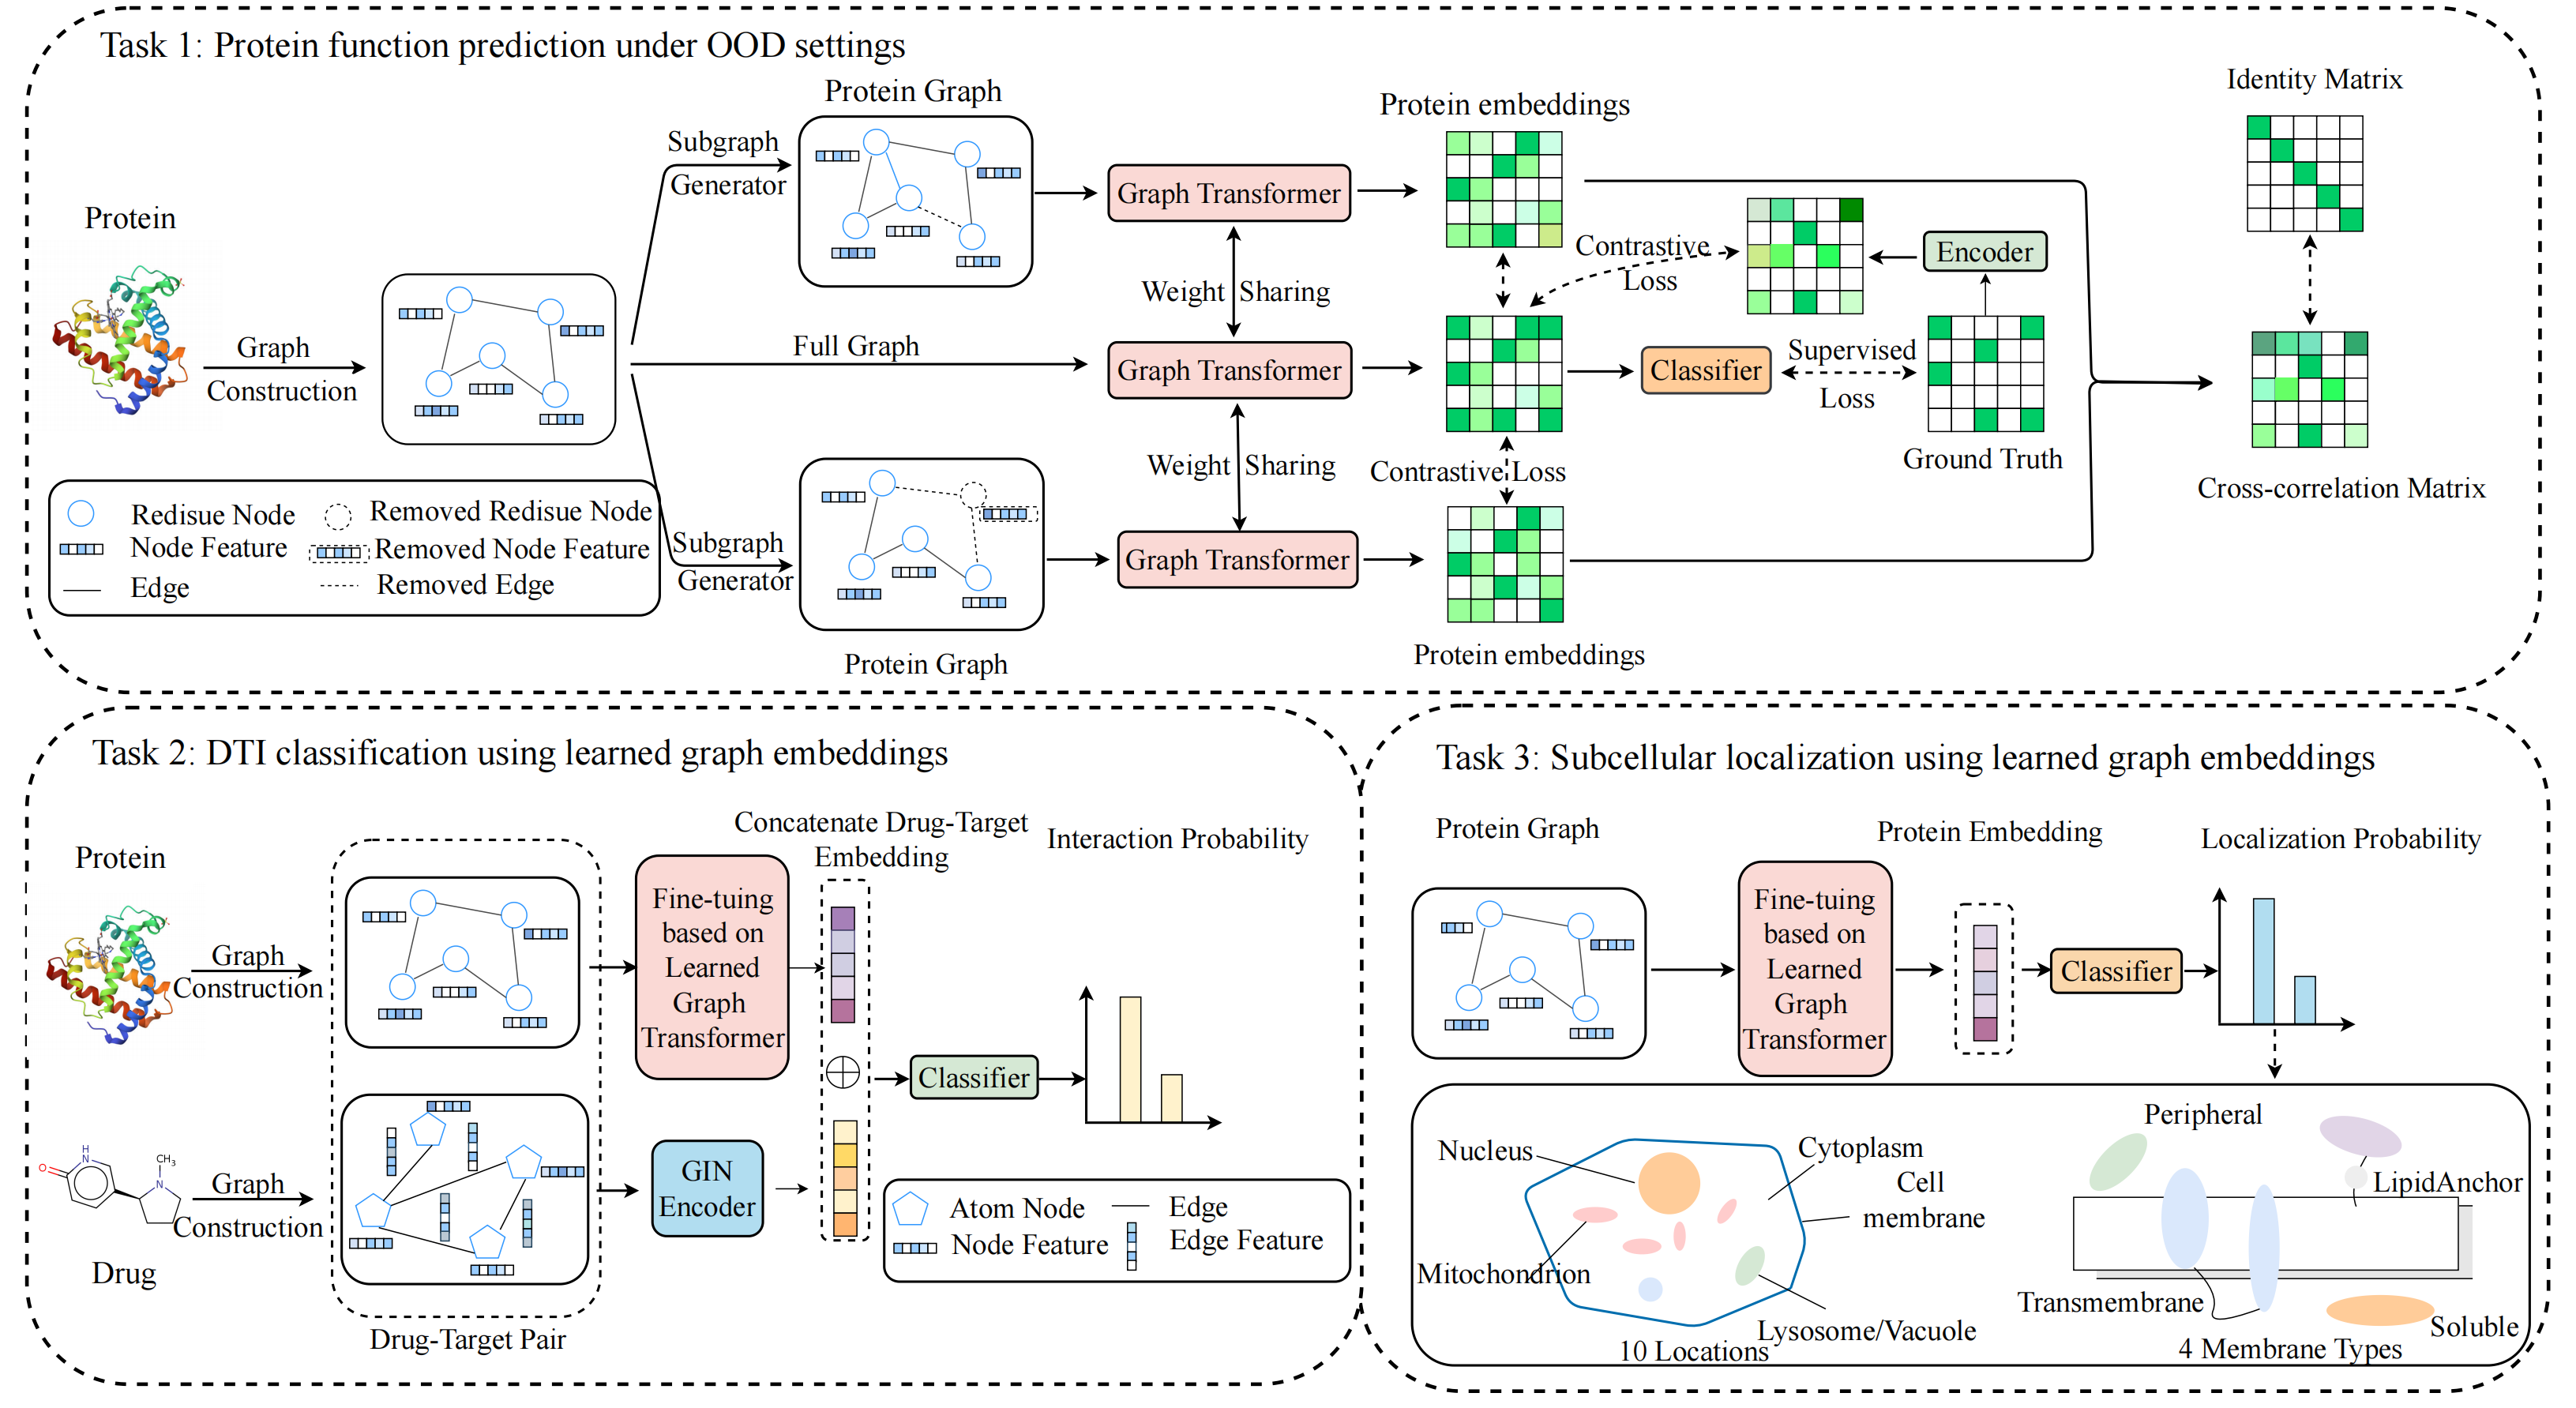 Task 1: Protein function prediction under OOD settings
Protein
Graph
Construction
Subgraph
Generator
Protein Graph
Full Graph
Subgraph
Generator
Protein Graph
Graph Transformer
Weight Sharing
Graph Transformer
Weight Sharing
Graph Transformer
Protein embeddings
Contrastive
Loss
Encoder
Classifier
Supervised
Loss
Ground Truth
Contrastive Loss
Protein embeddings
Identity Matrix
Cross-correlation Matrix
Redisue Node
Removed Redisue Node
Node Feature
Removed Node Feature
Edge
Removed Edge
Task 2: DTI classification using learned graph embeddings
Protein
Graph
Construction
Drug
H
N
O
CH3
N
Graph
Construction
Drug-Target Pair
Fine-tuing
based on
Learned
Graph
Transformer
GIN
Encoder
Concatenate Drug-Target
Embedding
Classifier
Interaction Probability
Atom Node
Edge
Node Feature
Edge Feature
Task 3: Subcellular localization using learned graph embeddings
Protein Graph
Fine-tuing
based on
Learned
Graph
Transformer
Protein Embedding
Classifier
Localization Probability
Nucleus
Cytoplasm
Cell
membrane
Mitochondrion
Lysosome/Vacuole
10 Locations
Peripheral
LipidAnchor
Transmembrane
Soluble
4 Membrane Types